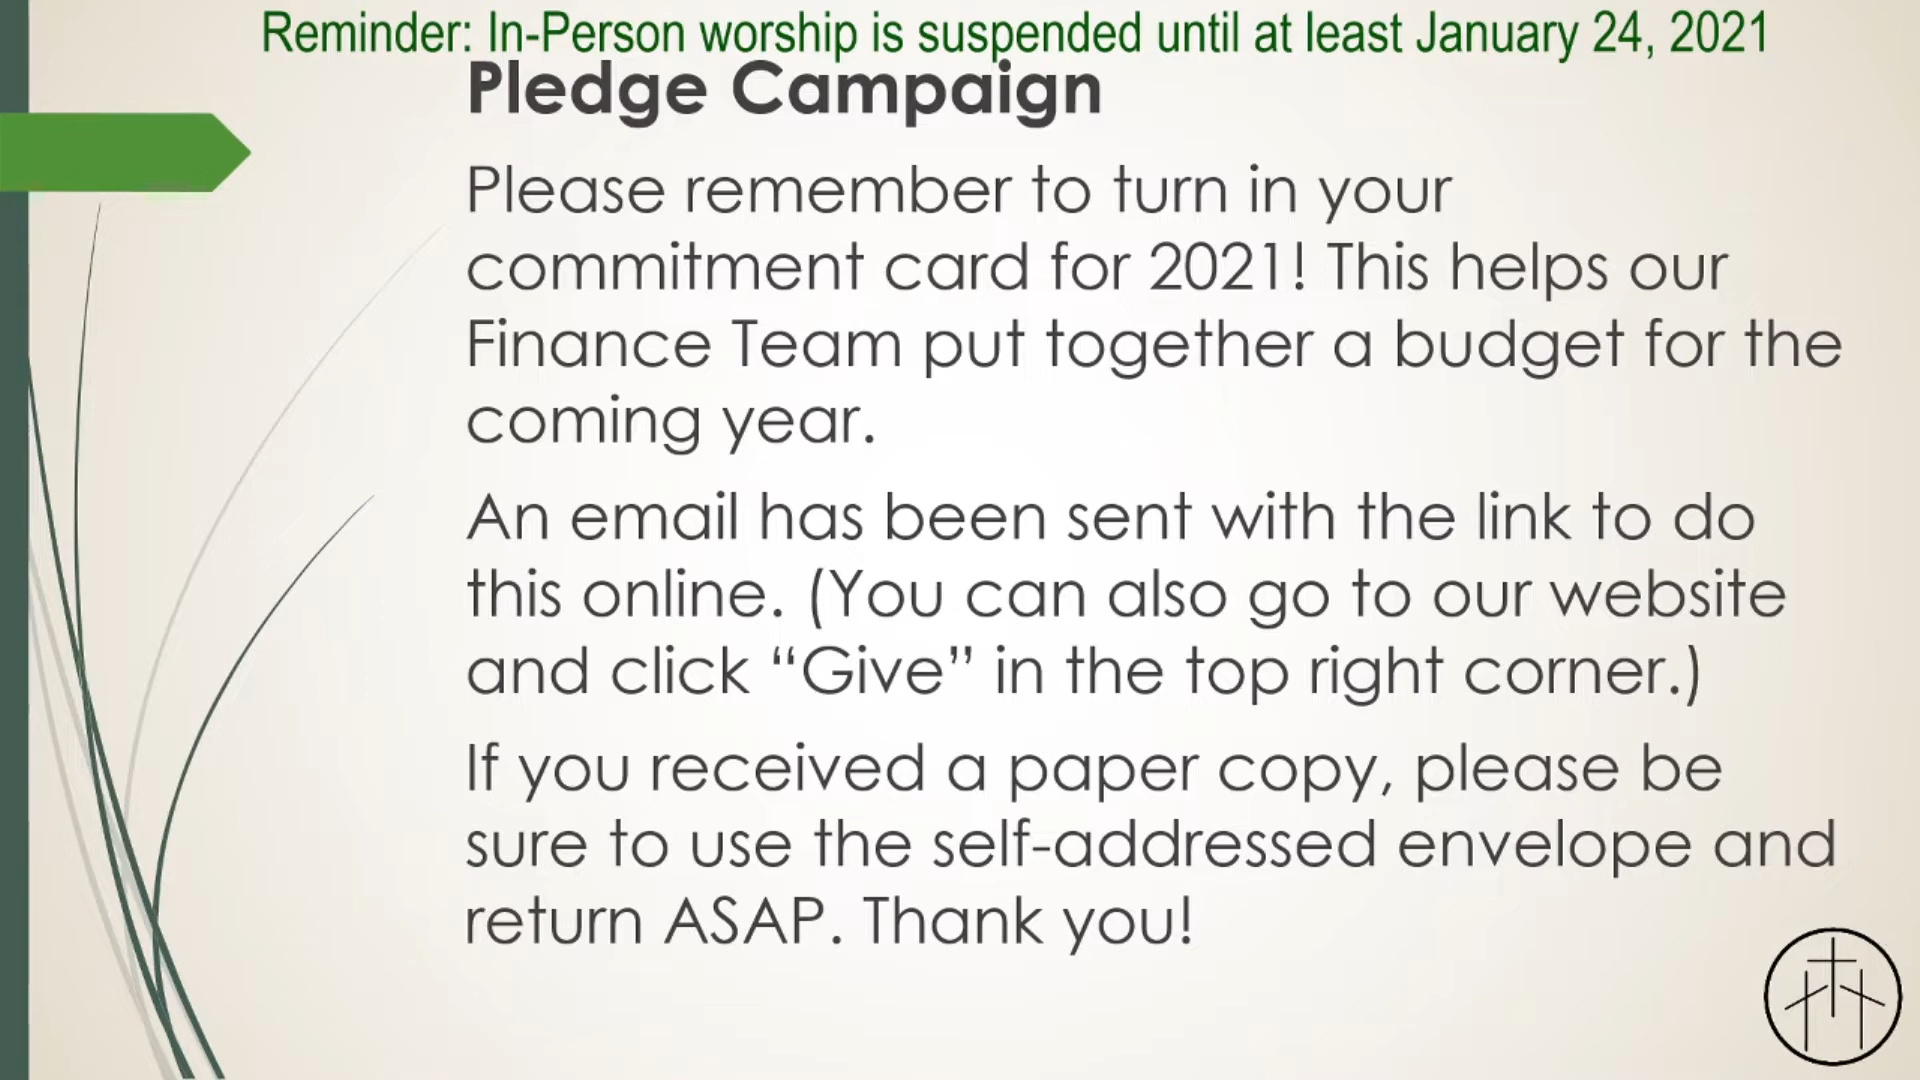 Reminder: In-Person worship is suspended until at least January 24, 2021
Pledge Campaign
Please remember to turn in your
commitment card for 2021! This helps our
Finance Team put together a budget for the
coming year.
An email has been sent with the link to do
this online. (You can also go to our website
and click “Give” in the top right corner.)
If you received a paper copy, please be
sure to use the self-addressed envelope and
return ASAP. Thank you!